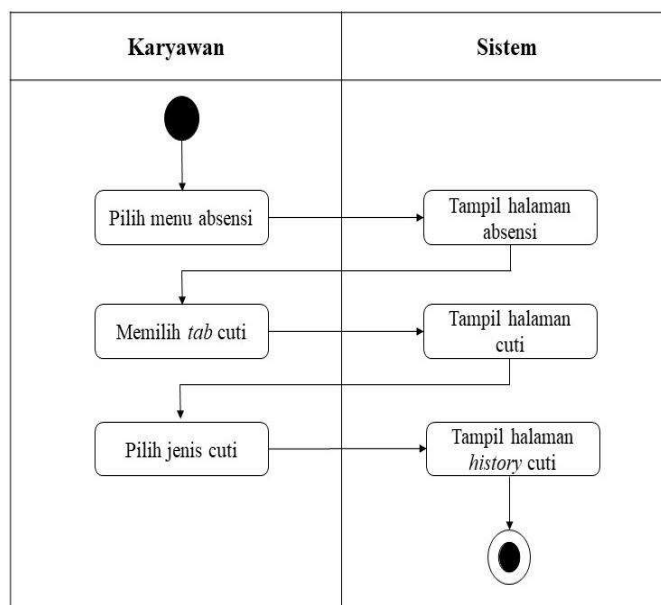 Karyawan
Sistem
Pilih menu absensi
Tampil halaman
absensi
Memilih tab cuti
Tampil halaman
cuti
Pilih jenis cuti
Tampil halaman
history cuti